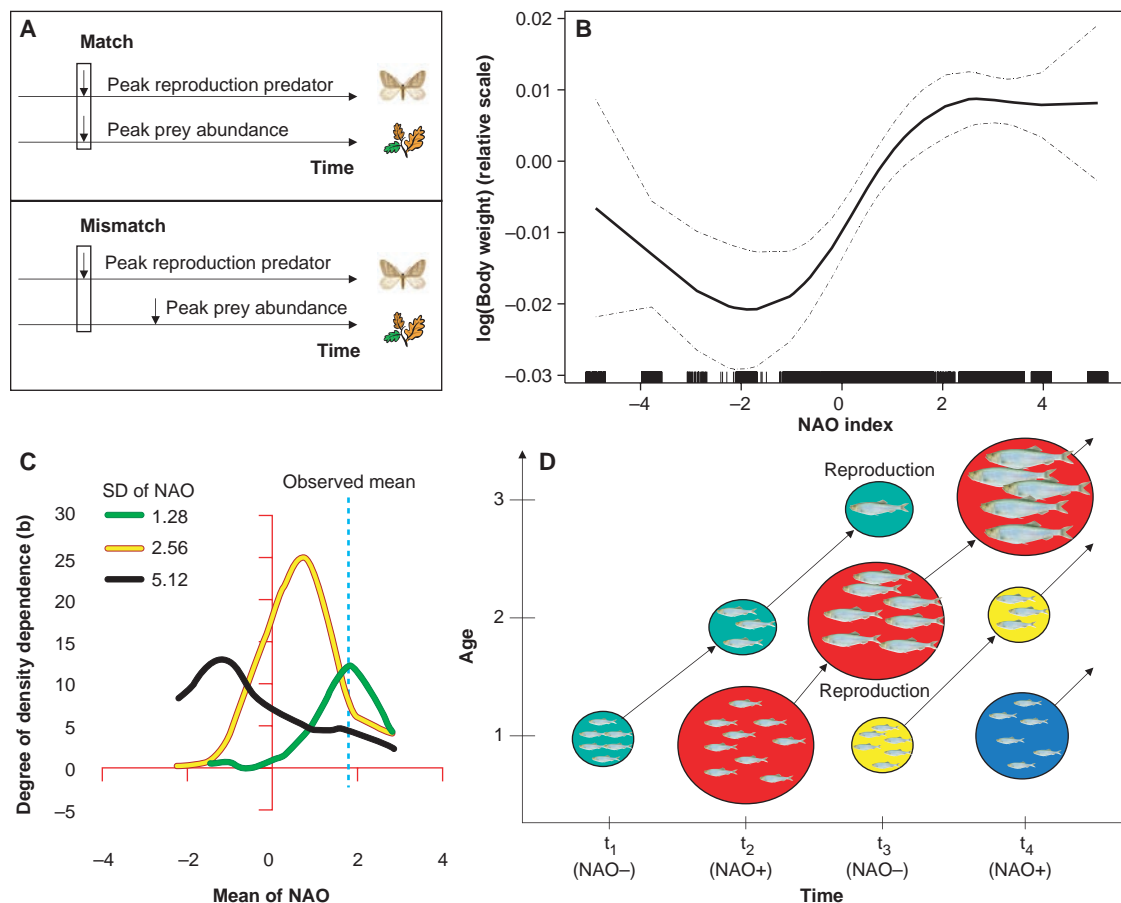 A
Match
Peak reproduction predator
Peak prey abundance
Time
Mismatch
Peak reproduction predator
Peak prey abundance
Time
B
log(Body weight) (relative scale)
0.02
0.01
0.00
−0.01
−0.02
−0.03
−4
−2
0
2
4
NAO index
C
SD of NAO
1.28
2.56
5.12
Observed mean
Degree of density dependence (b)
30
25
20
15
10
5
0
−5
−4
−2
0
2
4
Mean of NAO
D
Reproduction
Reproduction
Age
3
2
1
t1 t2 t3 t4
(NAO−) (NAO+) (NAO−) (NAO+)
Time